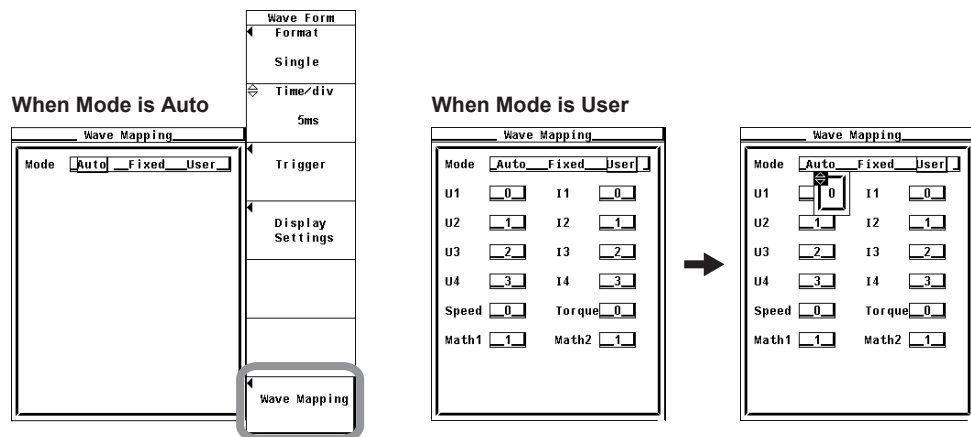 Wave Form
Format
Single
Time/div
5ms
Trigger
Display
Settings
Wave Mapping
When Mode is Auto
Wave Mapping
Mode Auto Fixed User
When Mode is User
Wave Mapping
Mode Auto Fixed User
U1 0 I1 0
U2 1 I2 1
U3 2 I3 2
U4 3 I4 3
Speed 0 Torque 0
Math1 1 Math2 1
Wave Mapping
Mode Auto Fixed User
U1 0 I1 0
U2 1 I2 1
U3 2 I3 2
U4 3 I4 3
Speed 0 Torque 0
Math1 1 Math2 1